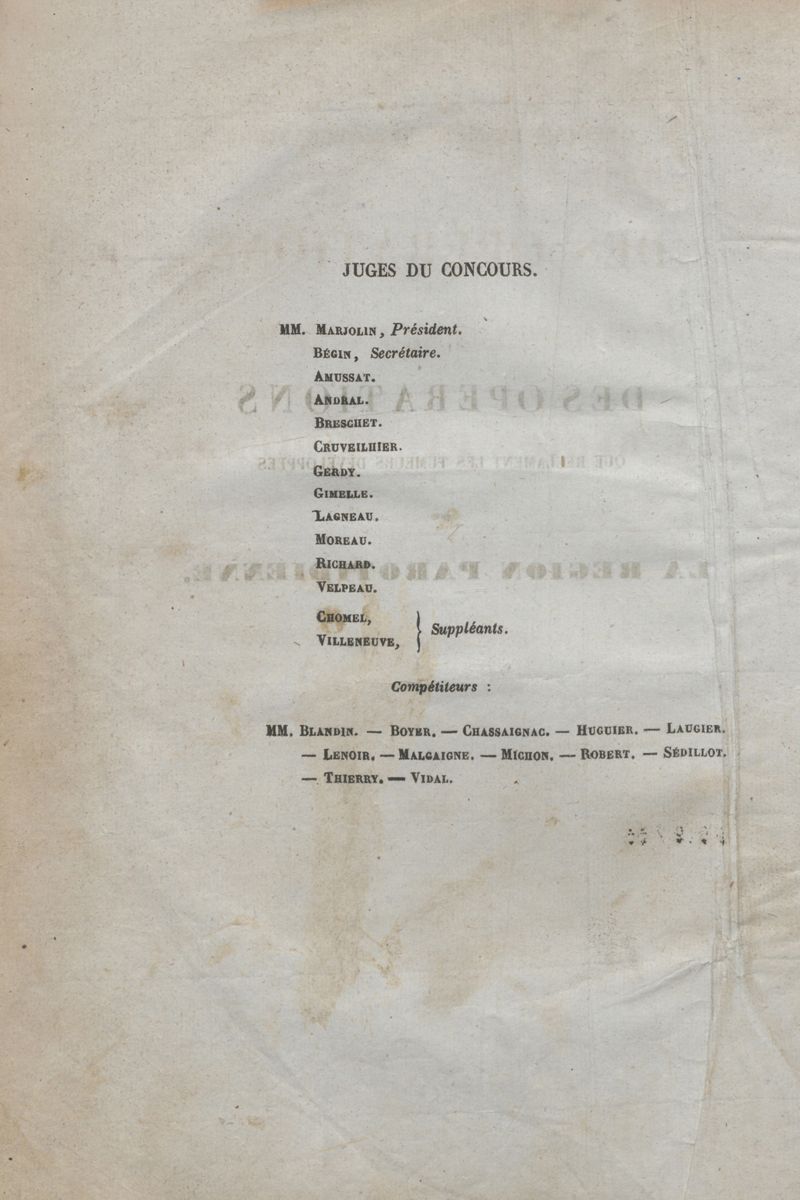 JUGES DU CONCOURS.
MM. MARJOLIN, Président.
BÉGIN, Secrétaire.
AMUSSAT.
ANDRAL.
BRESCHET.
CRUVEILHIER.
GERDY.
GIMELLE.
LAGNEAU.
MOREAU.
RICHARD.
VELPEAU.
CHOMEL,
VILLENEUVE, } Suppléants.
Compétiteurs :
MM. BLANDIN. — BOYER. — CHASSAIGNAC. — HUGUIER. — LAUGIER.
— LENOIR. — MALGAIGNE. — MICHON. — ROBERT. — SÉDILLOT.
— THIERRY. — VIDAL.